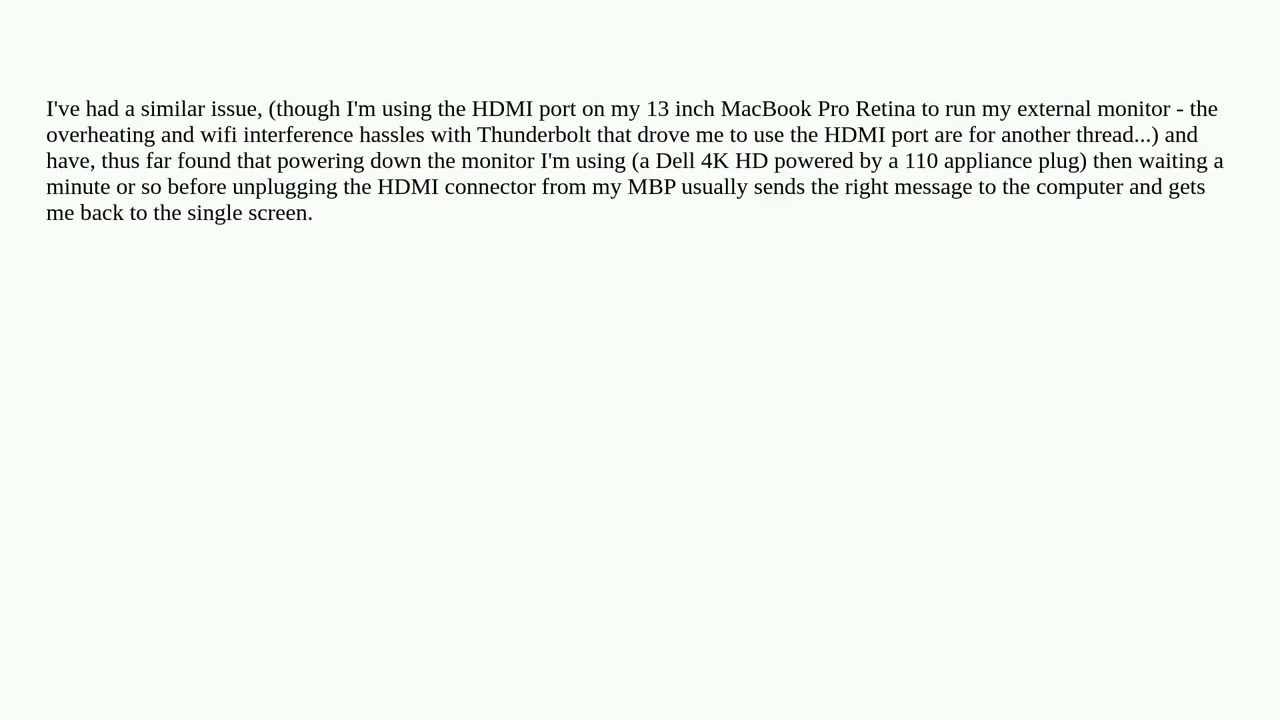 I've had a similar issue, (though I'm using the HDMI port on my 13 inch MacBook Pro Retina to run my external monitor - the
overheating and wifi interference hassles with Thunderbolt that drove me to use the HDMI port are for another thread...) and
have, thus far found that powering down the monitor I'm using (a Dell 4K HD powered by a 110 appliance plug) then waiting a
minute or so before unplugging the HDMI connector from my MBP usually sends the right message to the computer and gets
me back to the single screen.